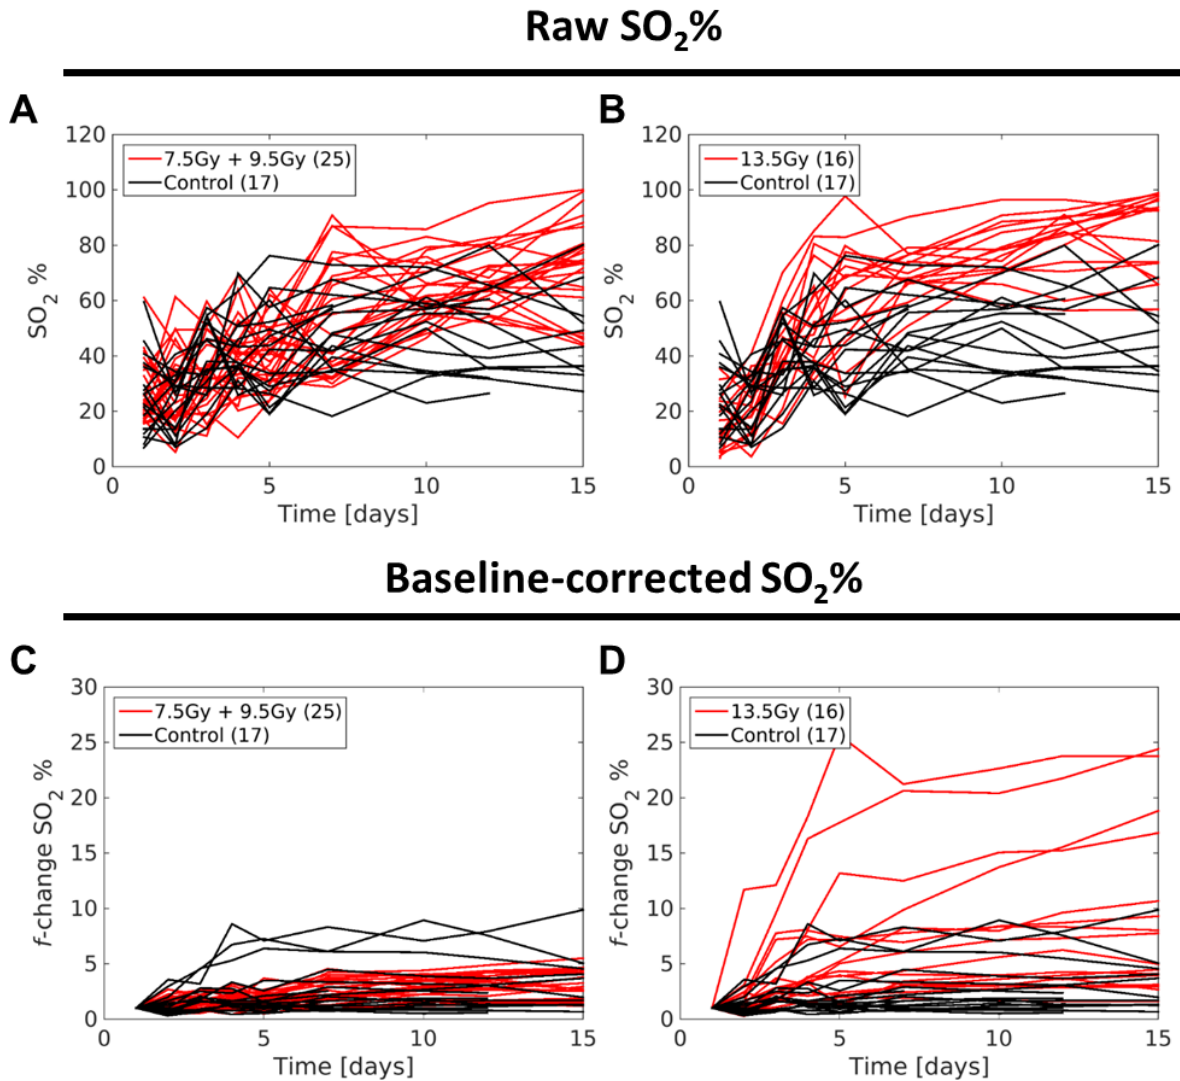 Raw SO₂%
A
B
120
100
80
60
40
20
0
SO₂ %
7.5Gy + 9.5Gy (25)
Control (17)
0
5
10
15
Time [days]
120
100
80
60
40
20
0
SO₂ %
13.5Gy (16)
Control (17)
0
5
10
15
Time [days]
Baseline-corrected SO₂%
C
D
30
25
20
15
10
5
0
f-change SO₂ %
7.5Gy + 9.5Gy (25)
Control (17)
0
5
10
15
Time [days]
30
25
20
15
10
5
0
f-change SO₂ %
13.5Gy (16)
Control (17)
0
5
10
15
Time [days]